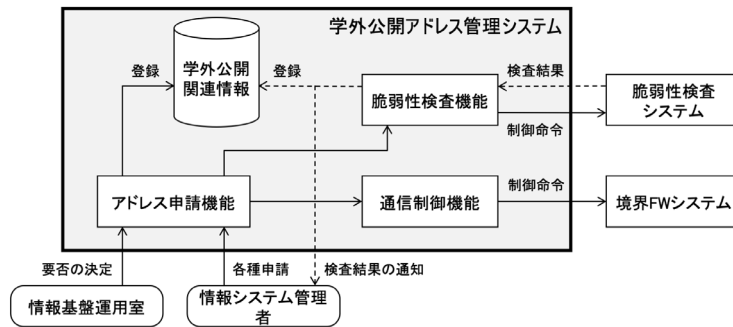 学外公開アドレス管理システム
登録
学外公開
関連情報
登録
検査結果
脆弱性検査機能
脆弱性検査
システム
制御命令
アドレス申請機能
通信制御機能
制御命令
境界FWシステム
要否の決定
各種申請
検査結果の通知
情報基盤運用室
情報システム管理
者